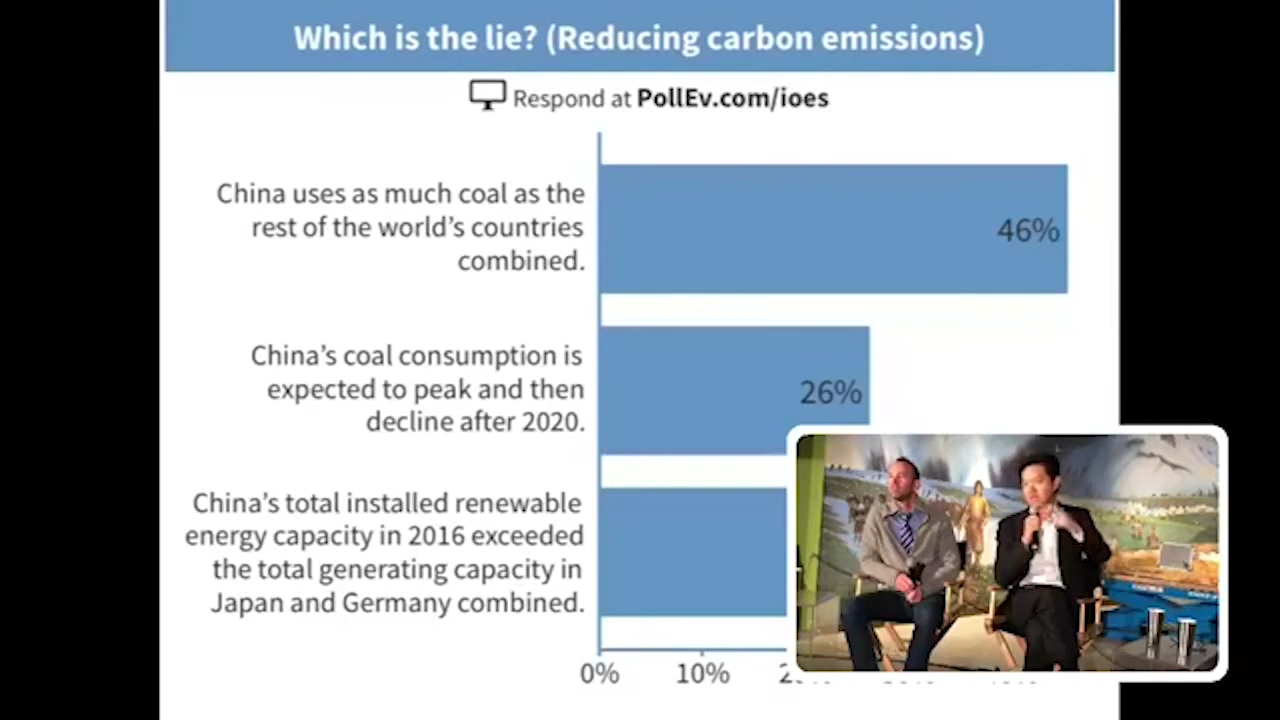 Which is the lie? (Reducing carbon emissions)
Respond at PollEv.com/ioes
China uses as much coal as the
rest of the world’s countries
combined.
46%
China’s coal consumption is
expected to peak and then
decline after 2020.
26%
China’s total installed renewable
energy capacity in 2016 exceeded
the total generating capacity in
Japan and Germany combined.
0% 10%